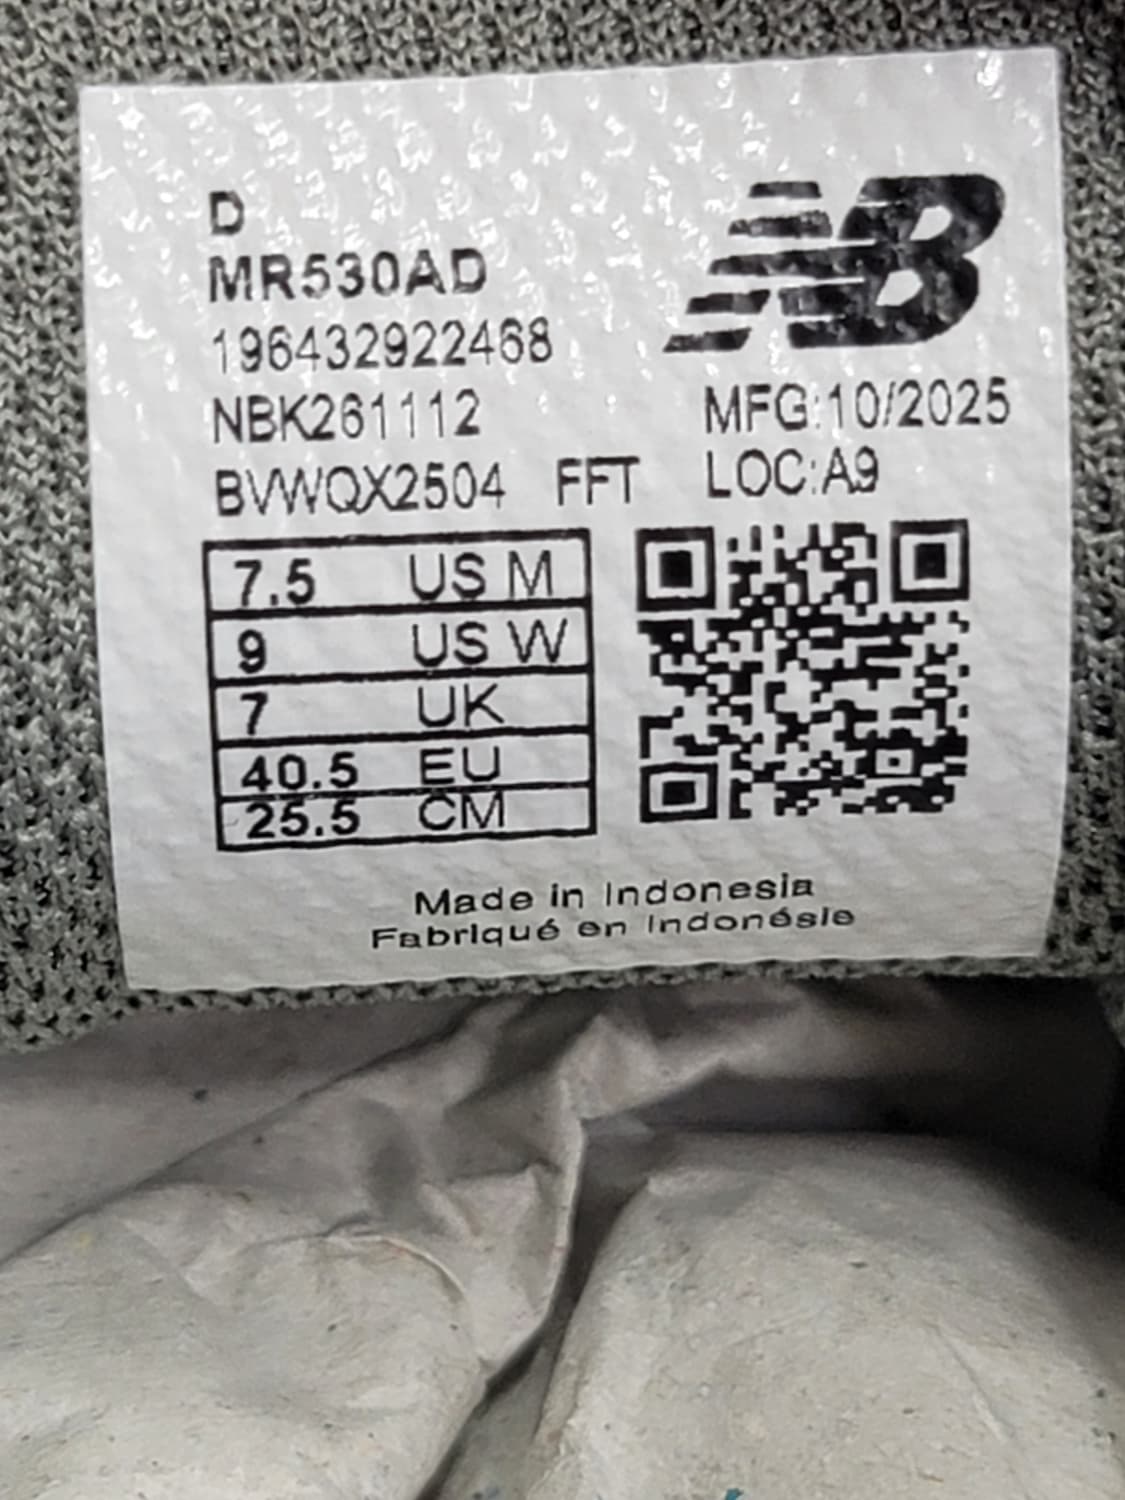 D
MR530AD
196432922468
NBK261112
BVWQX2504 FFT
NB
MFG:10/2025
LOC:A9
7.5 US M
9 US W
7 UK
40.5 EU
25.5 CM
Made in Indonesia
Fabriqué en Indonésie